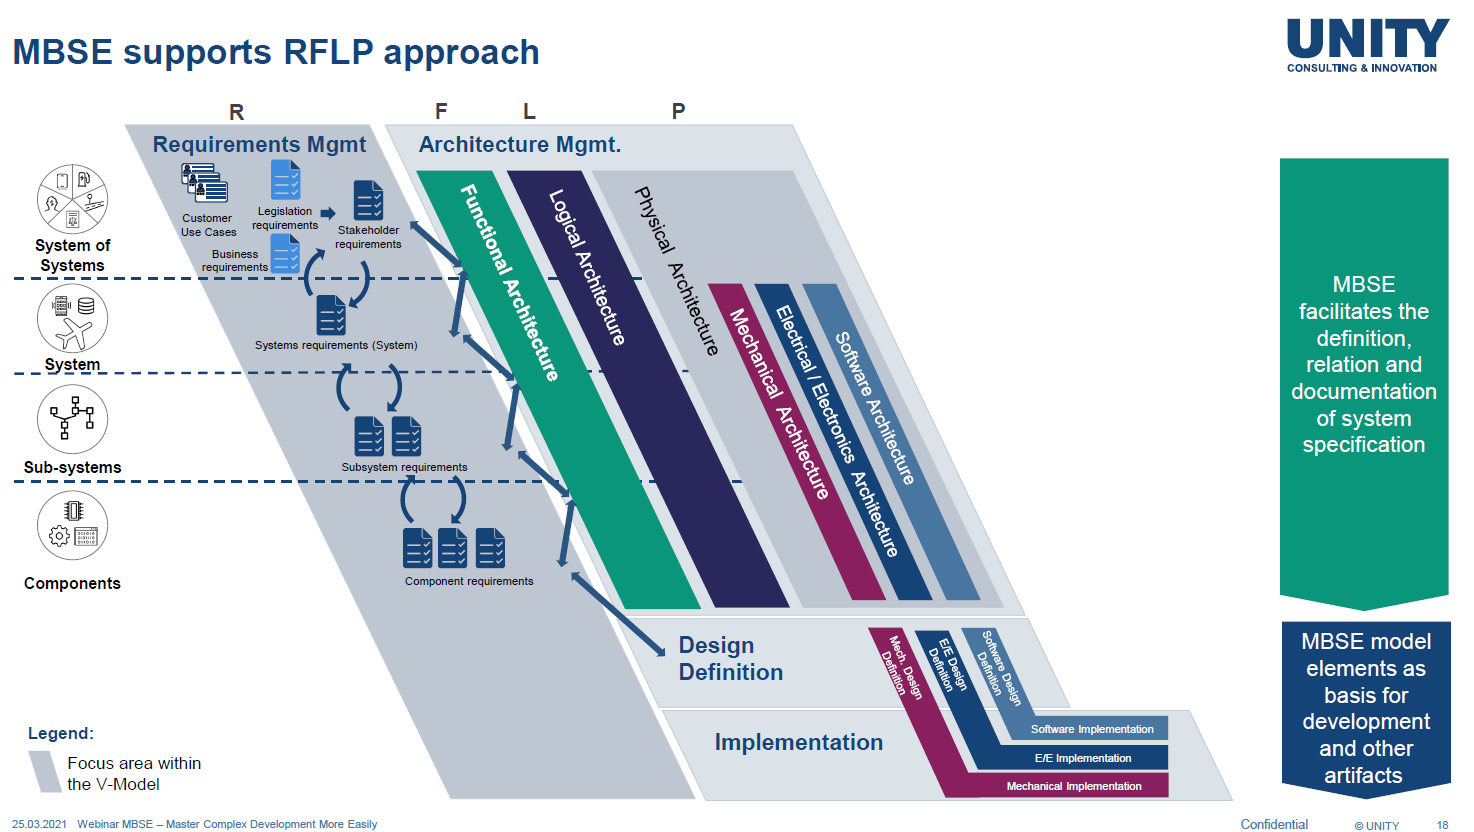 MBSE supports RFLP approach
UNITY
CONSULTING & INNOVATION
R
F
L
P
Requirements Mgmt
Architecture Mgmt.
System of
Systems
System
Sub-systems
Components
Customer
Use Cases
Legislation
requirements
Business
requirements
Stakeholder
requirements
Systems requirements (System)
Subsystem requirements
Component requirements
Functional Architecture
Logical Architecture
Physical Architecture
Mechanical Architecture
Electrical / Electronics Architecture
Software Architecture
Design
Definition
Mech. Design
Definition
E/E Design
Definition
Software Design
Definition
Implementation
Software Implementation
E/E Implementation
Mechanical Implementation
MBSE
facilitates the
definition,
relation and
documentation
of system
specification
MBSE model
elements as
basis for
development
and other
artifacts
Legend:
Focus area within
the V-Model
25.03.2021 Webinar MBSE – Master Complex Development More Easily
Confidential
© UNITY
18